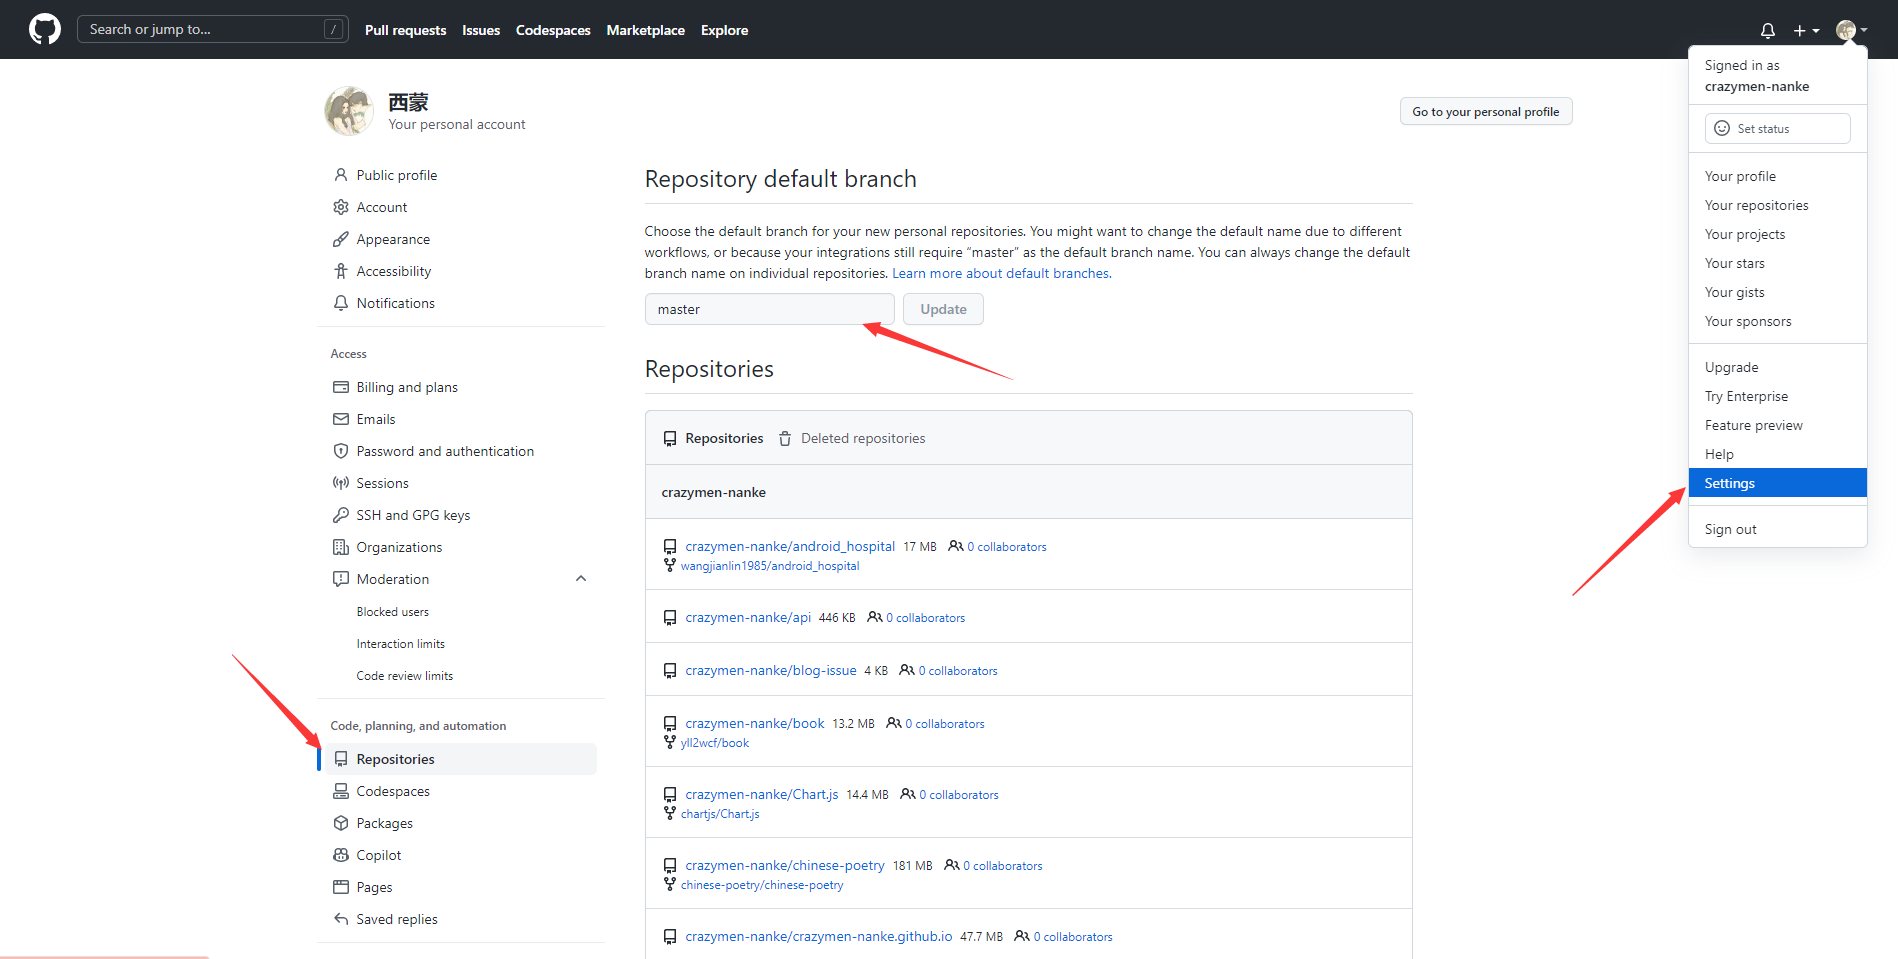 Search or jump to... /
Pull requests
Issues
Codespaces
Marketplace
Explore
西蒙
Your personal account
Go to your personal profile
Public profile
Account
Appearance
Accessibility
Notifications
Access
Billing and plans
Emails
Password and authentication
Sessions
SSH and GPG keys
Organizations
Moderation
Blocked users
Interaction limits
Code review limits
Code, planning, and automation
Repositories
Codespaces
Packages
Copilot
Pages
Saved replies
Repository default branch
Choose the default branch for your new personal repositories. You might want to change the default name due to different
workflows, or because your integrations still require “master” as the default branch name. You can always change the default
branch name on individual repositories. Learn more about default branches.
master
Update
Repositories
Repositories
Deleted repositories
crazymen-nanke
crazymen-nanke/android_hospital 17 MB 0 collaborators
wangjianlin1985/android_hospital
crazymen-nanke/api 446 KB 0 collaborators
crazymen-nanke/blog-issue 4 KB 0 collaborators
crazymen-nanke/book 13.2 MB 0 collaborators
yll2wcf/book
crazymen-nanke/Chart.js 14.4 MB 0 collaborators
chartjs/Chart.js
crazymen-nanke/chinese-poetry 181 MB 0 collaborators
chinese-poetry/chinese-poetry
crazymen-nanke/crazymen-nanke.github.io 47.7 MB 0 collaborators
Signed in as
crazymen-nanke
Set status
Your profile
Your repositories
Your projects
Your stars
Your gists
Your sponsors
Upgrade
Try Enterprise
Feature preview
Help
Settings
Sign out